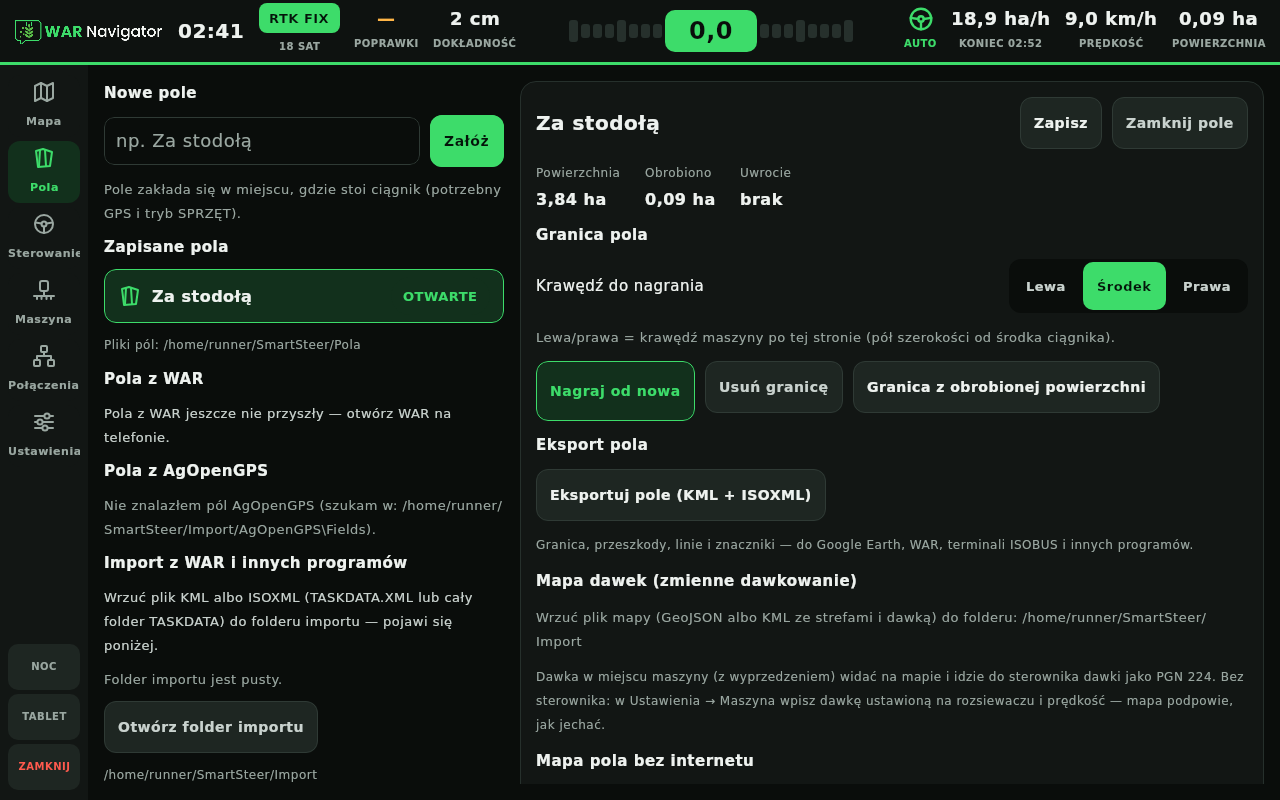 WAR Navigator
02:41
RTK FIX
18 SAT
—
POPRAWKI
2 cm
DOKŁADNOŚĆ
0,0
AUTO
18,9 ha/h
KONIEC 02:52
9,0 km/h
PRĘDKOŚĆ
0,09 ha
POWIERZCHNIA
Mapa
Pola
Sterowanie
Maszyna
Połączenia
Ustawienia
NOC
TABLET
ZAMKNIJ
Nowe pole
np. Za stodołą
Załóż
Pole zakłada się w miejscu, gdzie stoi ciągnik (potrzebny
GPS i tryb SPRZĘT).
Zapisane pola
Za stodołą
OTWARTE
Pliki pól: /home/runner/SmartSteer/Pola
Pola z WAR
Pola z WAR jeszcze nie przyszły — otwórz WAR na
telefonie.
Pola z AgOpenGPS
Nie znalazłem pól AgOpenGPS (szukam w: /home/runner/
SmartSteer/Import/AgOpenGPS\Fields).
Import z WAR i innych programów
Wrzuć plik KML albo ISOXML (TASKDATA.XML lub cały
folder TASKDATA) do folderu importu — pojawi się
poniżej.
Folder importu jest pusty.
Otwórz folder importu
/home/runner/SmartSteer/Import
Za stodołą
Zapisz
Zamknij pole
Powierzchnia
Obrobiono
Uwrocie
3,84 ha
0,09 ha
brak
Granica pola
Krawędź do nagrania
Lewa
Środek
Prawa
Lewa/prawa = krawędź maszyny po tej stronie (pół szerokości od środka ciągnika).
Nagraj od nowa
Usuń granicę
Granica z obrobionej powierzchni
Eksport pola
Eksportuj pole (KML + ISOXML)
Granica, przeszkody, linie i znaczniki — do Google Earth, WAR, terminali ISOBUS i innych programów.
Mapa dawek (zmienne dawkowanie)
Wrzuć plik mapy (GeoJSON albo KML ze strefami i dawką) do folderu: /home/runner/SmartSteer/
Import
Dawka w miejscu maszyny (z wyprzedzeniem) widać na mapie i idzie do sterownika dawki jako PGN 224. Bez
sterownika: w Ustawienia → Maszyna wpisz dawkę ustawioną na rozsiewaczu i prędkość — mapa podpowie,
jak jechać.
Mapa pola bez internetu